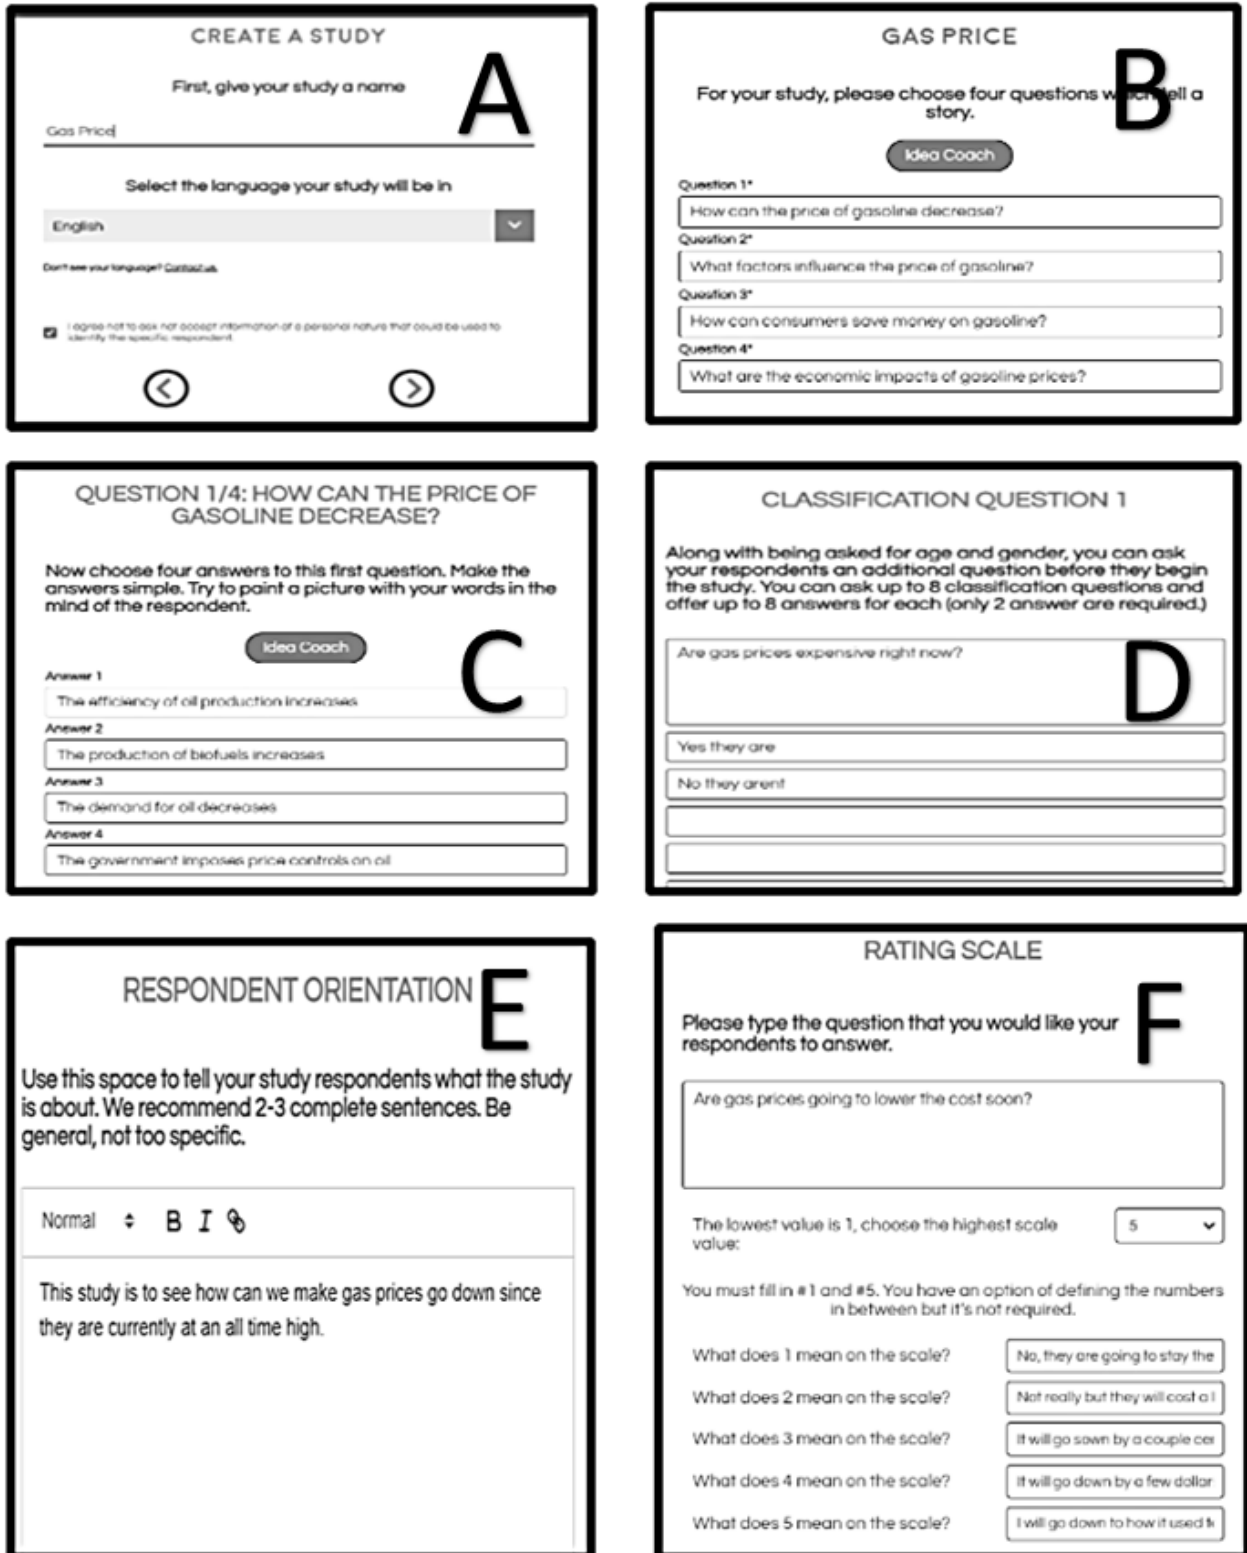 CREATE A STUDY
A
First, give your study a name
Gas Price
Select the language your study will be in
English
Don't see your language? Contact us.
I agree not to ask not accept information of a personal nature that could be used to
identify the specific respondent.
GAS PRICE
B
For your study, please choose four questions which tell a
story.
Idea Coach
Question 1*
How can the price of gasoline decrease?
Question 2*
What factors influence the price of gasoline?
Question 3*
How can consumers save money on gasoline?
Question 4*
What are the economic impacts of gasoline prices?
QUESTION 1/4: HOW CAN THE PRICE OF
GASOLINE DECREASE?
Now choose four answers to this first question. Make the
answers simple. Try to paint a picture with your words in the
mind of the respondent.
Idea Coach
C
Answer 1
The efficiency of oil production increases
Answer 2
The production of biofuels increases
Answer 3
The demand for oil decreases
Answer 4
The government imposes price controls on oil
CLASSIFICATION QUESTION 1
Along with being asked for age and gender, you can ask
your respondents an additional question before they begin
the study. You can ask up to 8 classification questions and
offer up to 8 answers for each (only 2 answer are required.)
Are gas prices expensive right now?
D
Yes they are
No they arent
RESPONDENT ORIENTATION
E
Use this space to tell your study respondents what the study
is about. We recommend 2-3 complete sentences. Be
general, not too specific.
Normal B I
This study is to see how can we make gas prices go down since
they are currently at an all time high.
RATING SCALE
F
Please type the question that you would like your
respondents to answer.
Are gas prices going to lower the cost soon?
The lowest value is 1, choose the highest scale
value:
5
You must fill in #1 and #5. You have an option of defining the numbers
in between but it's not required.
What does 1 mean on the scale? No, they are going to stay the
What does 2 mean on the scale? Not really but they will cost a l
What does 3 mean on the scale? It will go sown by a couple cer
What does 4 mean on the scale? It will go down by a few dollar
What does 5 mean on the scale? I will go down to how it used